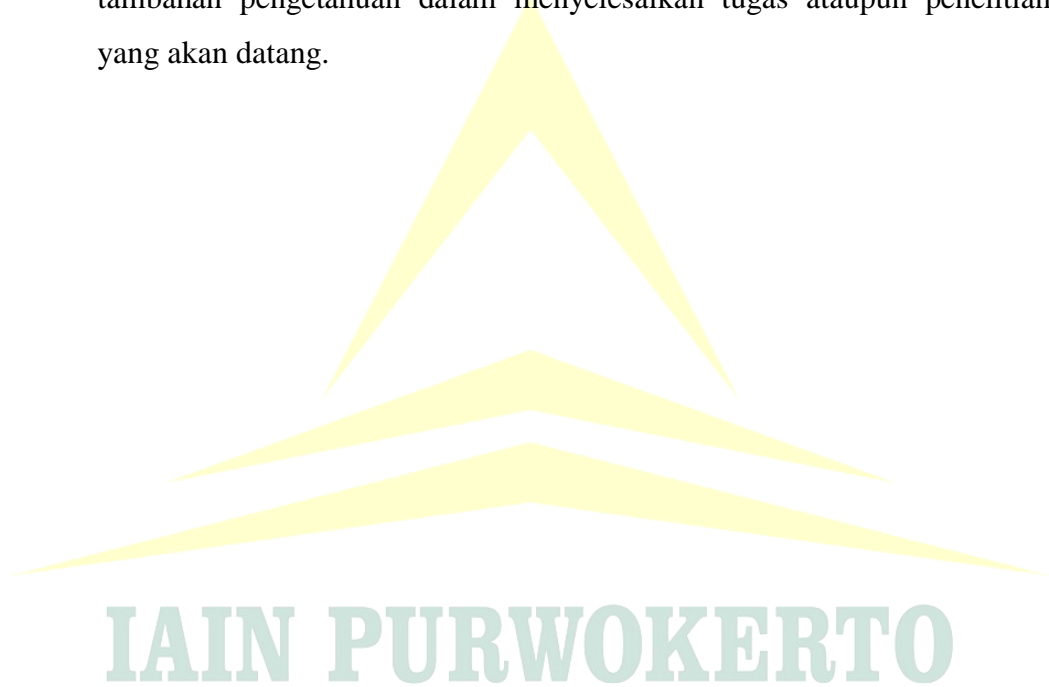 tambahan pengetahuan dalam menyelesaikan tugas ataupun penelitian
yang akan datang.
IAIN PURWOKERTO